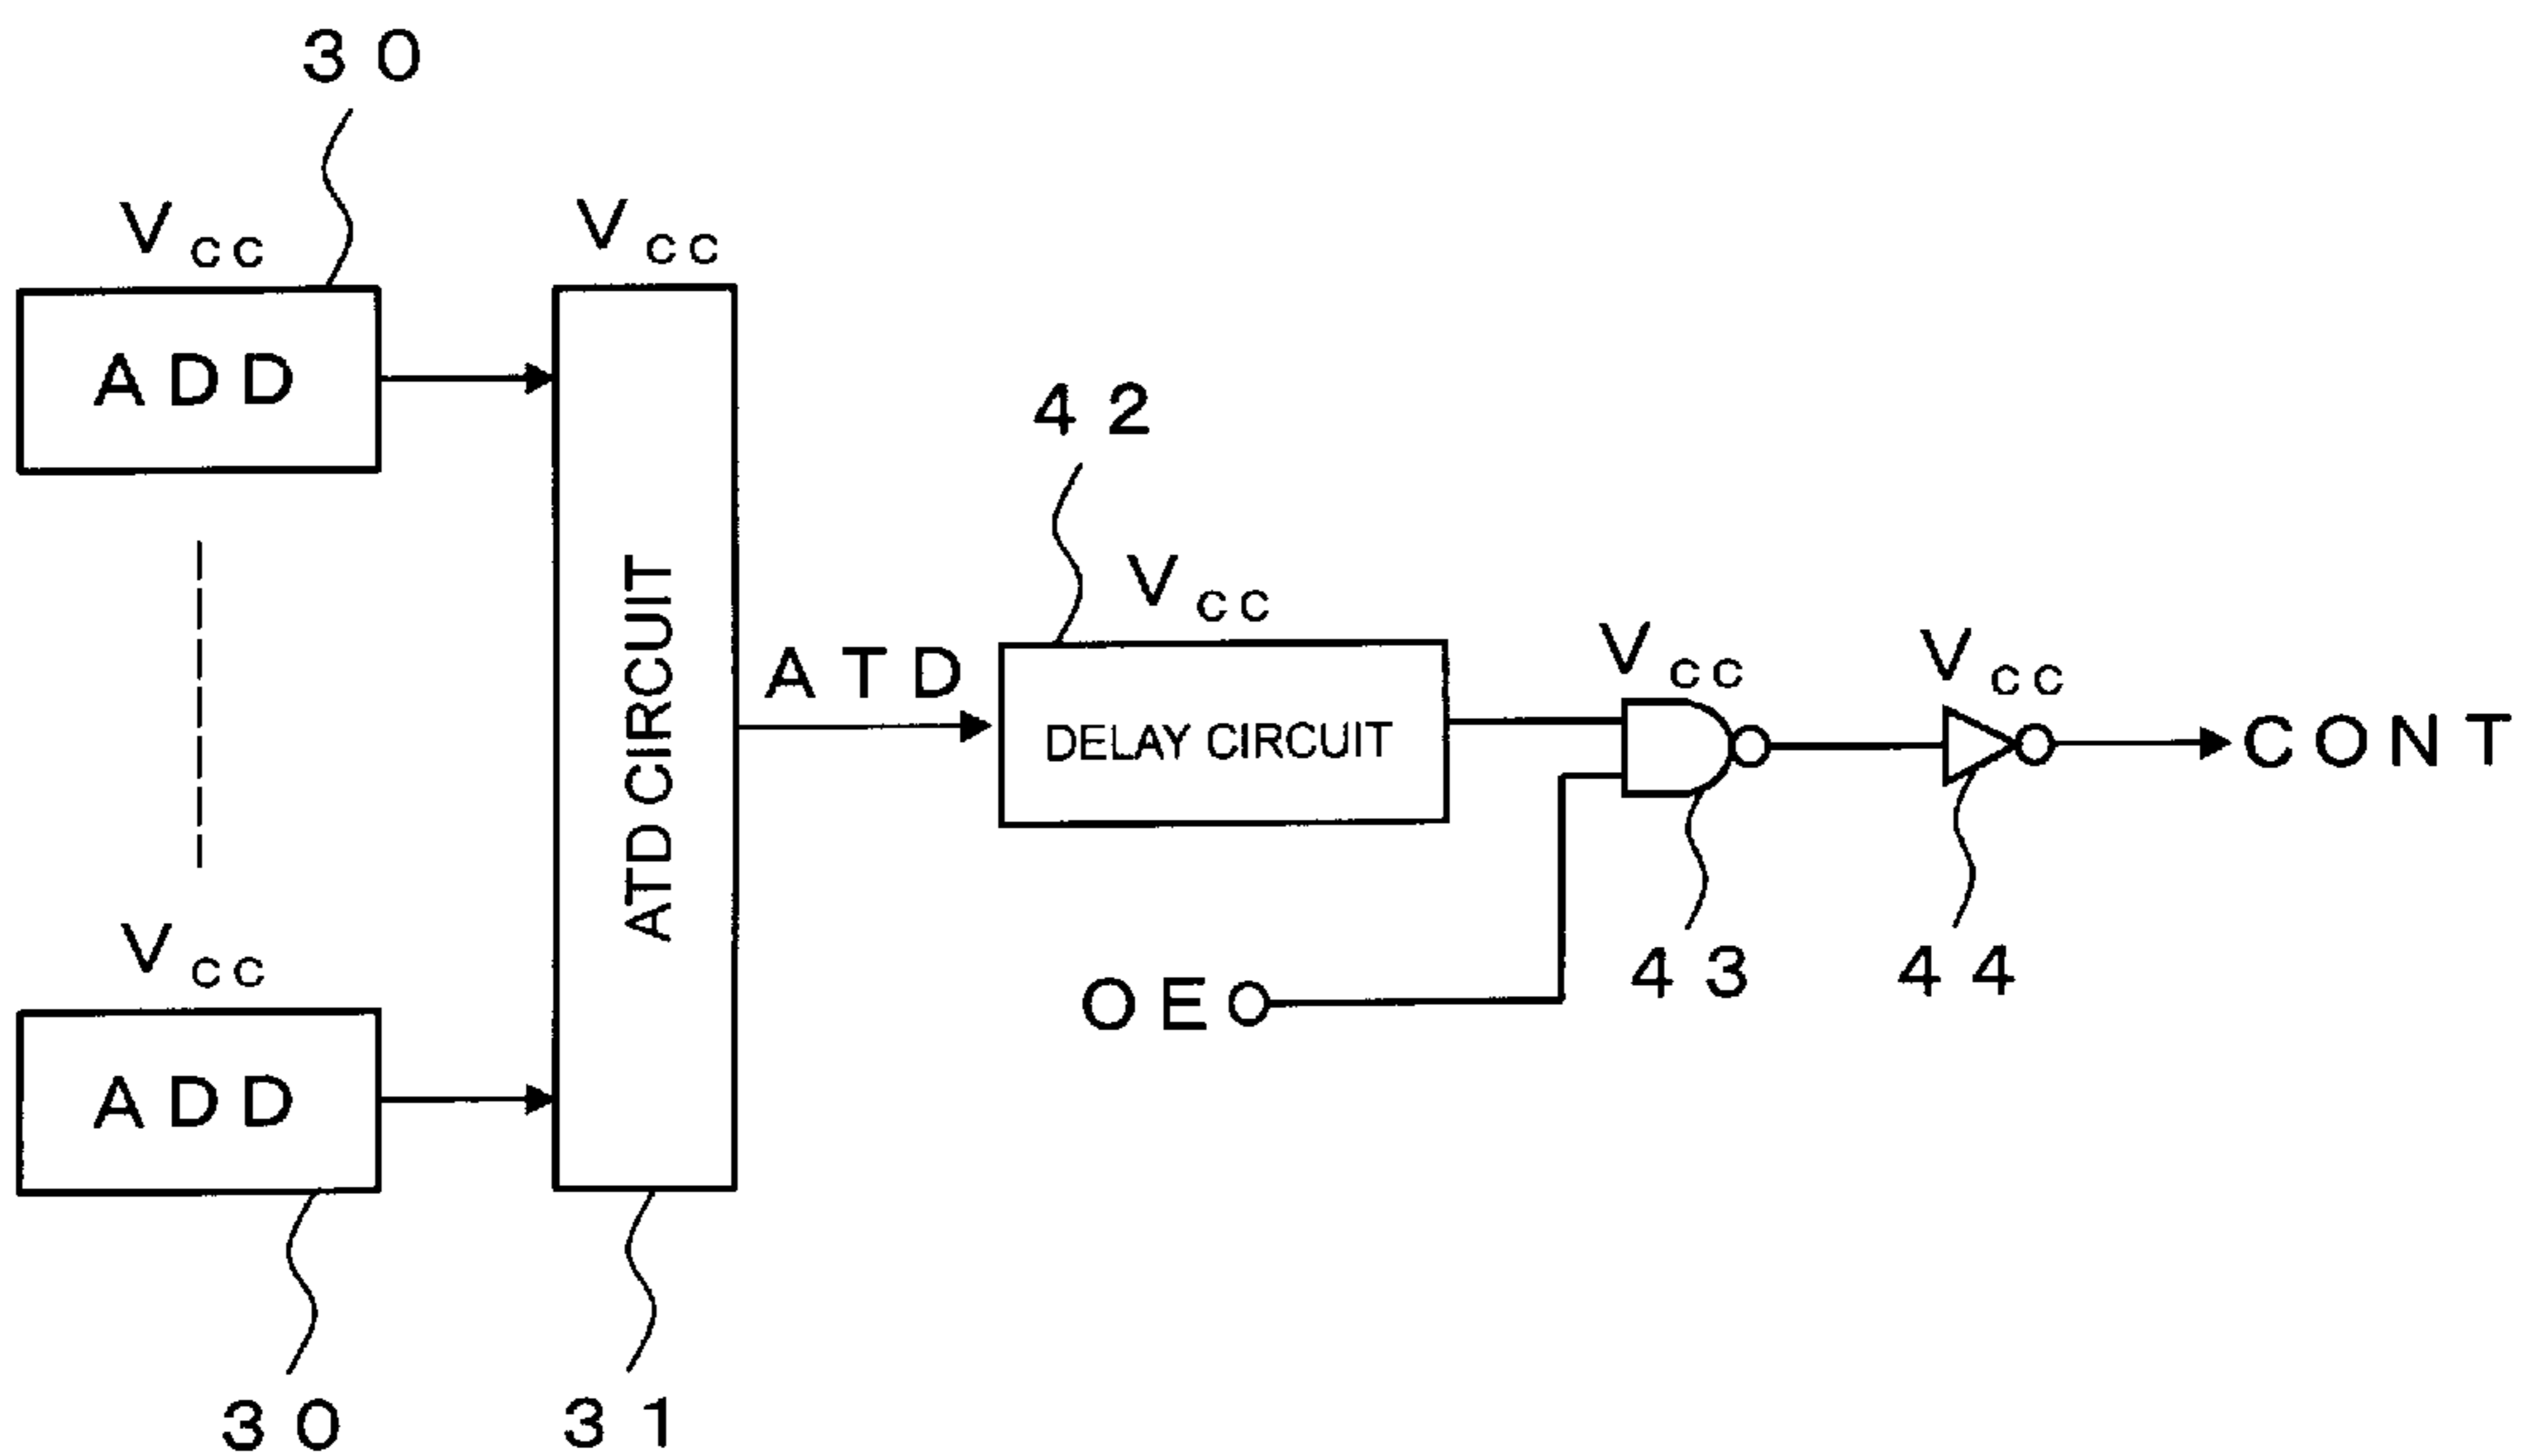 30
VCC
VCC
ADD
42
VCC
ATD CIRCUIT
ATD
DELAY CIRCUIT
VCC
VCC
CONT
VCC
OE
43
44
ADD
30
31